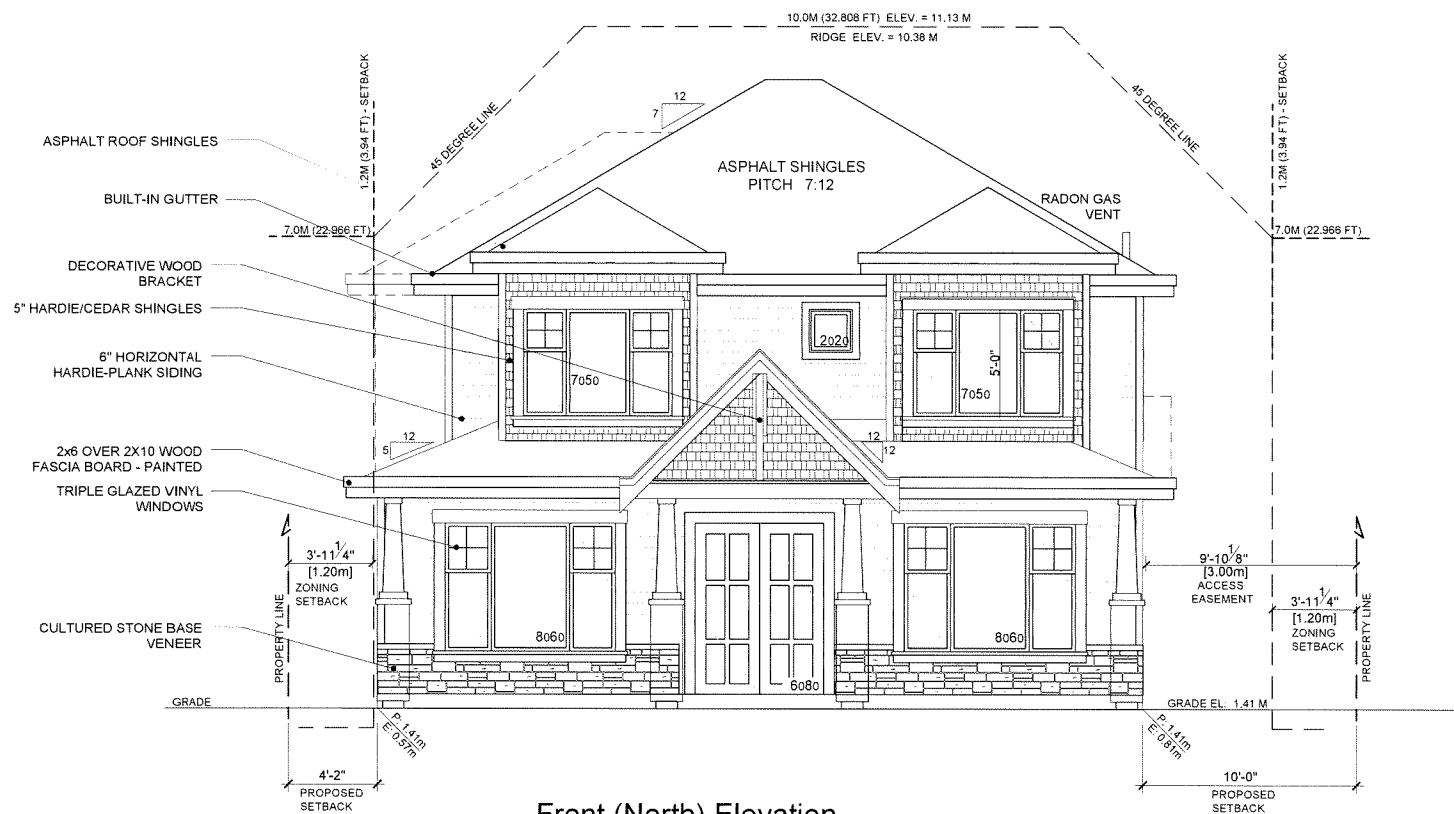 10.0M (32.808 FT) ELEV. = 11.13 M
RIDGE ELEV. = 10.38 M
1.2M (3.94 FT) - SETBACK
45 DEGREE LINE
45 DEGREE LINE
1.2M (3.94 FT) - SETBACK
12
7
ASPHALT ROOF SHINGLES
ASPHALT SHINGLES
PITCH 7:12
BUILT-IN GUTTER
RADON GAS
VENT
7.0M (22.966 FT)
7.0M (22.966 FT)
DECORATIVE WOOD
BRACKET
5" HARDIE/CEDAR SHINGLES
2020
6" HORIZONTAL
HARDIE-PLANK SIDING
5'-0"
7050
7050
12
5
12
12
2x6 OVER 2X10 WOOD
FASCIA BOARD - PAINTED
TRIPLE GLAZED VINYL
WINDOWS
3'-11 1/4"
[1.20m]
ZONING
SETBACK
9'-10 1/8"
[3.00m]
ACCESS
EASEMENT
3'-11 1/4"
[1.20m]
ZONING
SETBACK
PROPERTY LINE
PROPERTY LINE
CULTURED STONE BASE
VENEER
8060
8060
6080
GRADE
GRADE EL: 1.41 M
P: 1.41m
E: 0.57m
P: 1.41m
E: 0.81m
4'-2"
PROPOSED
SETBACK
10'-0"
PROPOSED
SETBACK
Front (North) Elevation